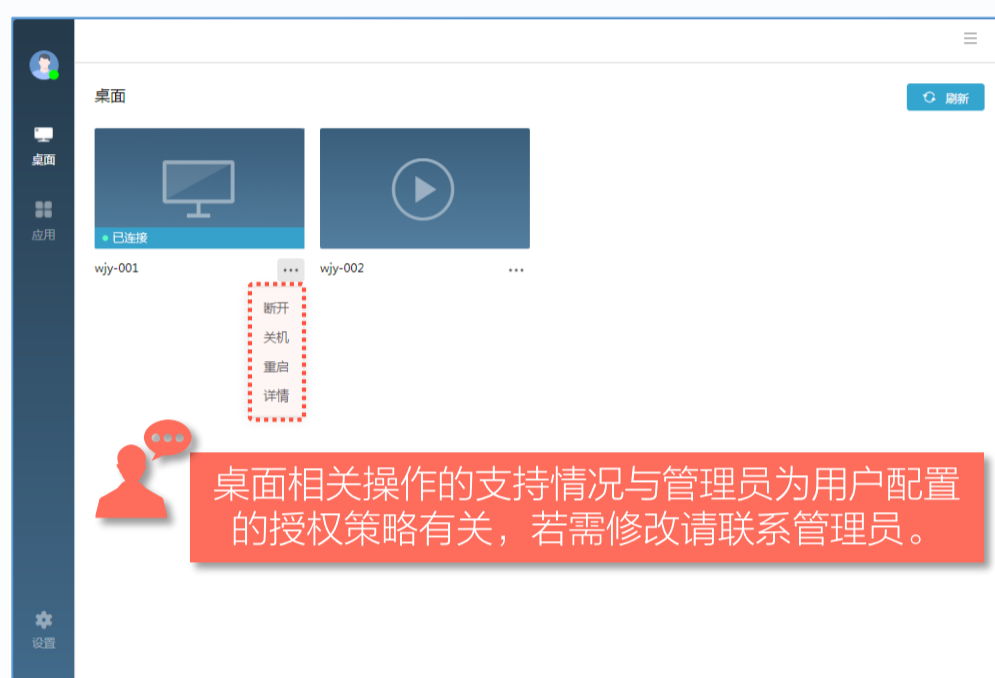 桌面
刷新
桌面
应用
已连接
wjy-001
wjy-002
断开
关机
重启
详情
桌面相关操作的支持情况与管理员为用户配置
的授权策略有关，若需修改请联系管理员。
设置